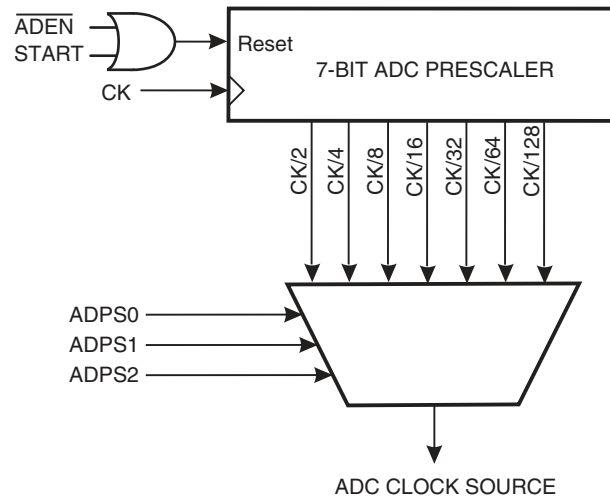 ADEN
START
Reset
7-BIT ADC PRESCALER
CK
CK/2
CK/4
CK/8
CK/16
CK/32
CK/64
CK/128
ADPS0
ADPS1
ADPS2
ADC CLOCK SOURCE